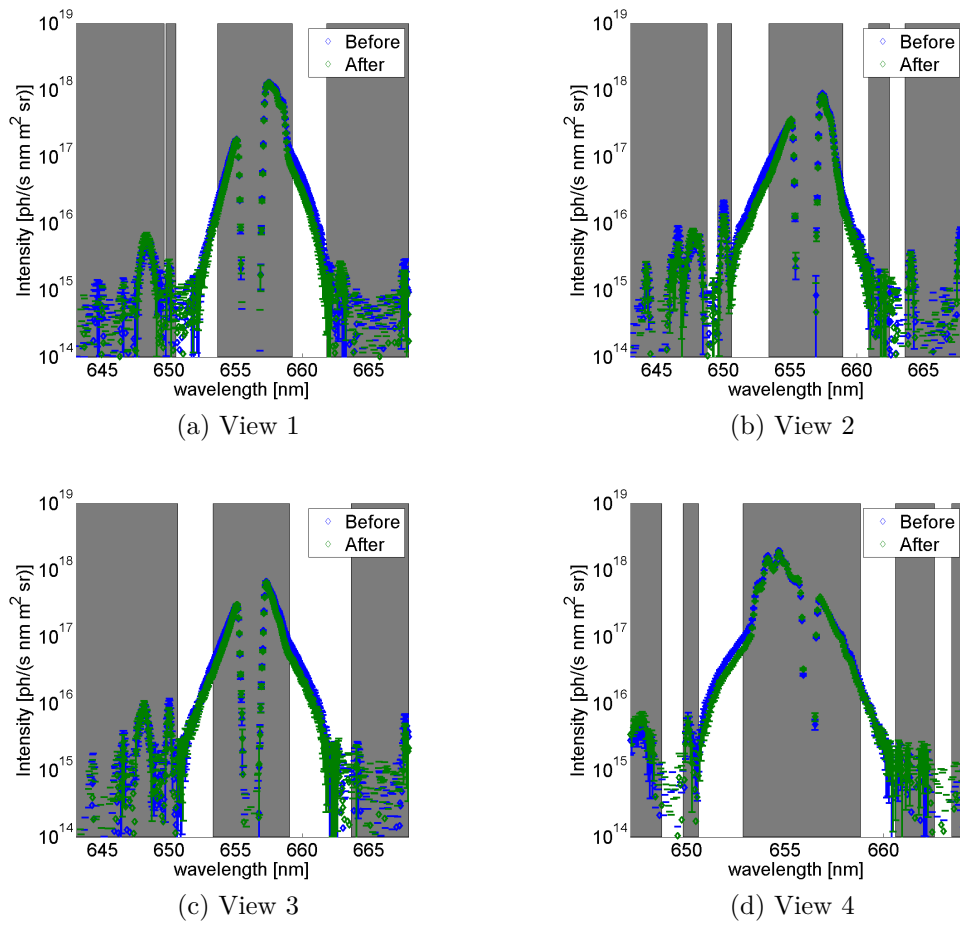 10^19
10^18
10^17
10^16
10^15
10^14
Intensity [ph/(s nm m^2 sr)]
Before
After
645 650 655 660 665
wavelength [nm]
(a) View 1
10^19
10^18
10^17
10^16
10^15
10^14
Intensity [ph/(s nm m^2 sr)]
Before
After
645 650 655 660 665
wavelength [nm]
(b) View 2
10^19
10^18
10^17
10^16
10^15
10^14
Intensity [ph/(s nm m^2 sr)]
Before
After
645 650 655 660 665
wavelength [nm]
(c) View 3
10^19
10^18
10^17
10^16
10^15
10^14
Intensity [ph/(s nm m^2 sr)]
Before
After
650 655 660
wavelength [nm]
(d) View 4